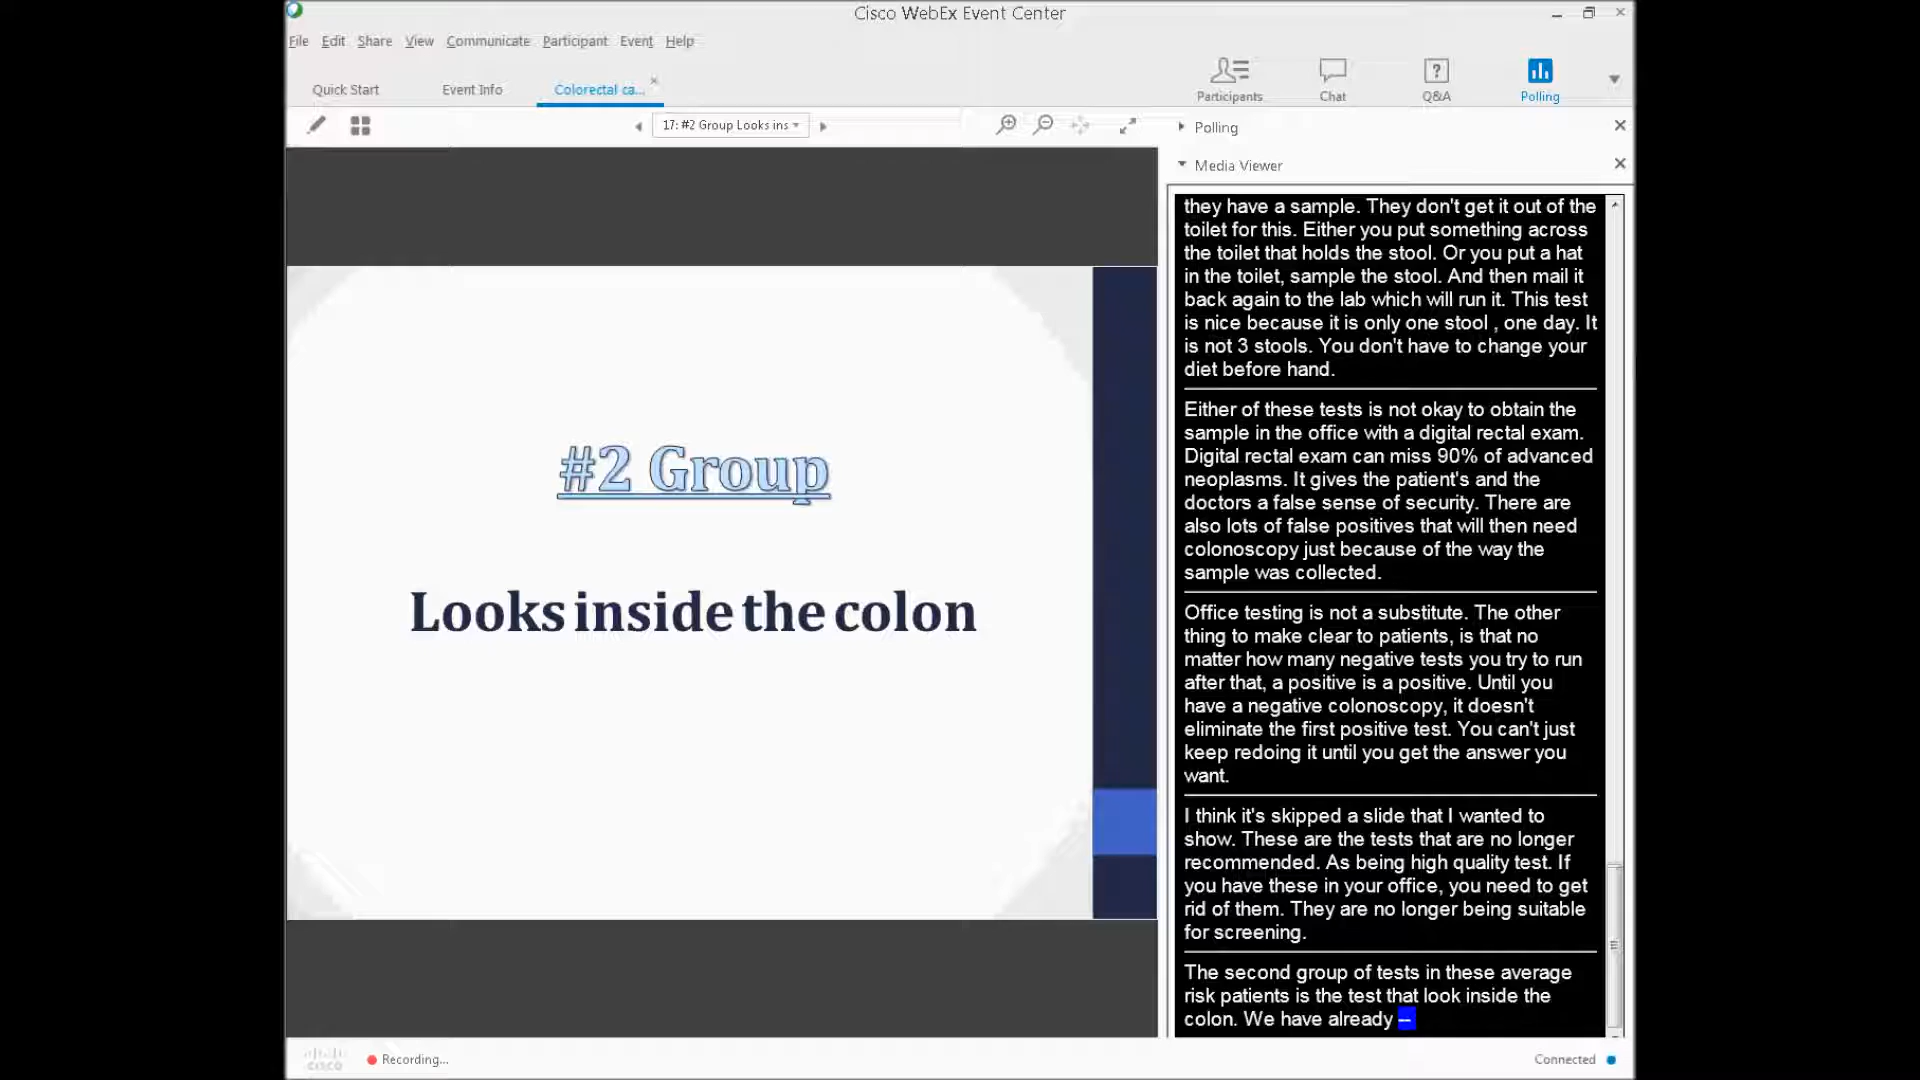 Cisco WebEx Event Center
File Edit Share View Communicate Participant Event Help
Quick Start Event Info Colorectal ca...
Participants Chat Q&A Polling
17: #2 Group Looks ins
Polling
Media Viewer
#2 Group
Looks inside the colon
they have a sample. They don't get it out of the
toilet for this. Either you put something across
the toilet that holds the stool. Or you put a hat
in the toilet, sample the stool. And then mail it
back again to the lab which will run it. This test
is nice because it is only one stool , one day. It
is not 3 stools. You don't have to change your
diet before hand.
Either of these tests is not okay to obtain the
sample in the office with a digital rectal exam.
Digital rectal exam can miss 90% of advanced
neoplasms. It gives the patient's and the
doctors a false sense of security. There are
also lots of false positives that will then need
colonoscopy just because of the way the
sample was collected.
Office testing is not a substitute. The other
thing to make clear to patients, is that no
matter how many negative tests you try to run
after that, a positive is a positive. Until you
have a negative colonoscopy, it doesn't
eliminate the first positive test. You can't just
keep redoing it until you get the answer you
want.
I think it's skipped a slide that I wanted to
show. These are the tests that are no longer
recommended. As being high quality test. If
you have these in your office, you need to get
rid of them. They are no longer being suitable
for screening.
The second group of tests in these average
risk patients is the test that look inside the
colon. We have already --
cisco
Recording...
Connected